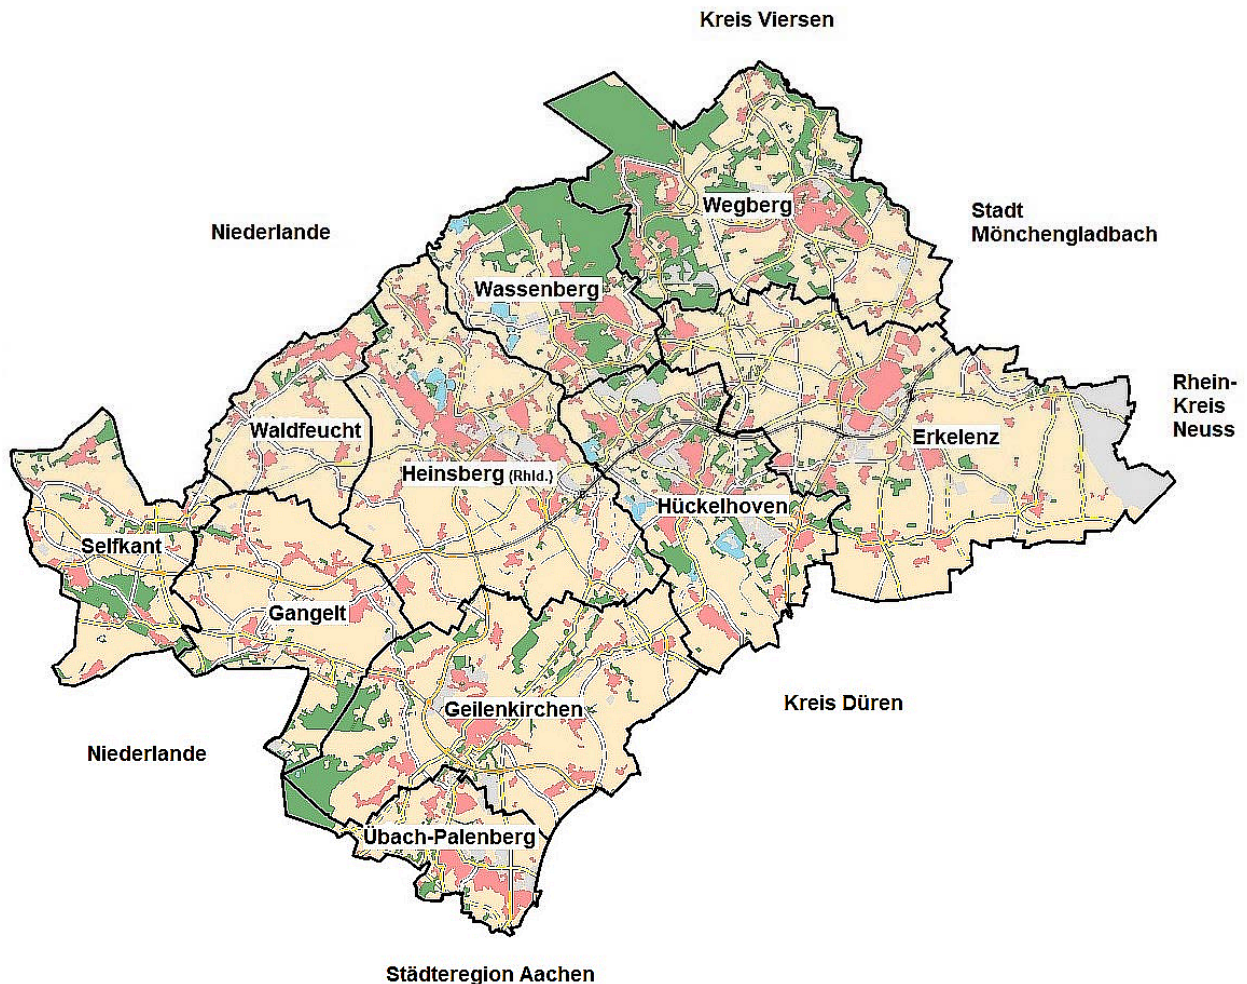 Kreis Viersen
Wegberg
Stadt
Mönchengladbach
Niederlande
Wassenberg
Rhein-
Kreis
Neuss
Waldfeucht
Erkelenz
Heinsberg (Rhld.)
Hückelhoven
Selfkant
Gangelt
Geilenkirchen
Kreis Düren
Niederlande
Übach-Palenberg
Städteregion Aachen